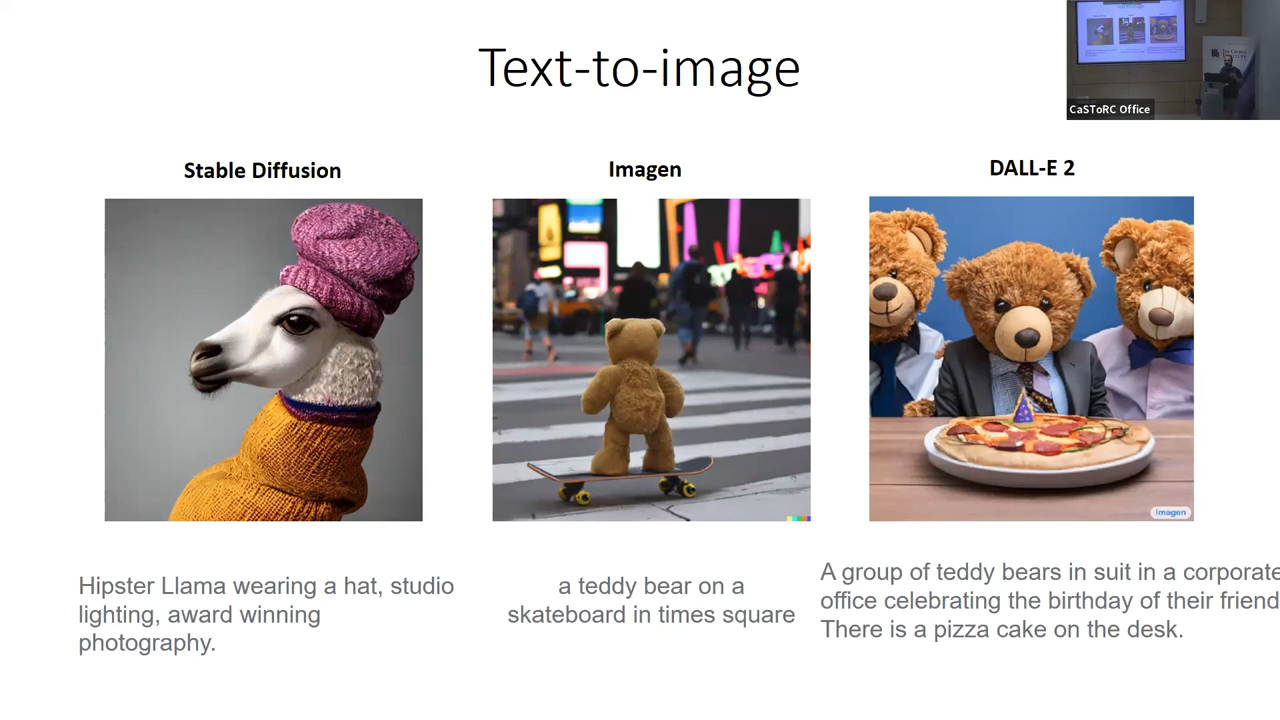 Text-to-image
CaSToRC Office
Stable Diffusion
Imagen
DALL-E 2
Imagen
Hipster Llama wearing a hat, studio
lighting, award winning
photography.
a teddy bear on a
skateboard in times square
A group of teddy bears in suit in a corporate
office celebrating the birthday of their friend
There is a pizza cake on the desk.